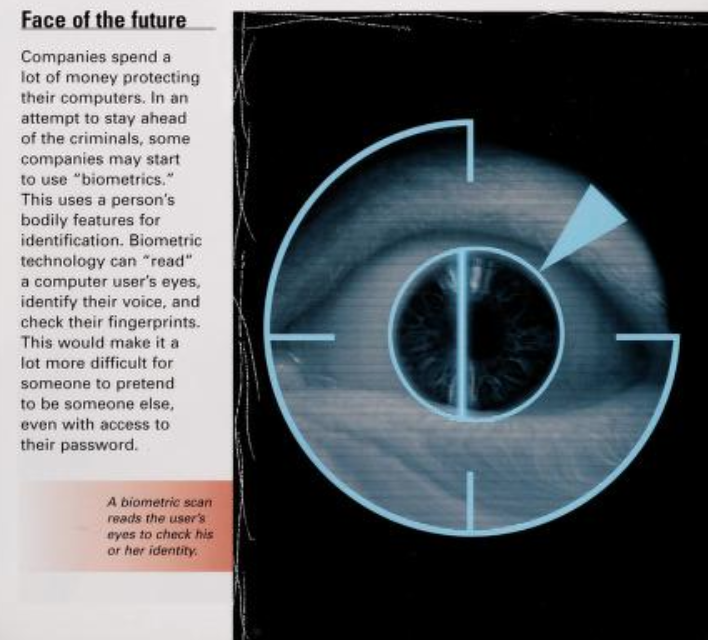 Face of the future
Companies spend a
lot of money protecting
their computers. In an
attempt to stay ahead
of the criminals, some
companies may start
to use "biometrics."
This uses a person's
bodily features for
identification. Biometric
technology can "read"
a computer user's eyes,
identify their voice, and
check their fingerprints.
This would make it a
lot more difficult for
someone to pretend
to be someone else,
even with access to
their password.
A biometric scan
reads the user's
eyes to check his
or her identity.